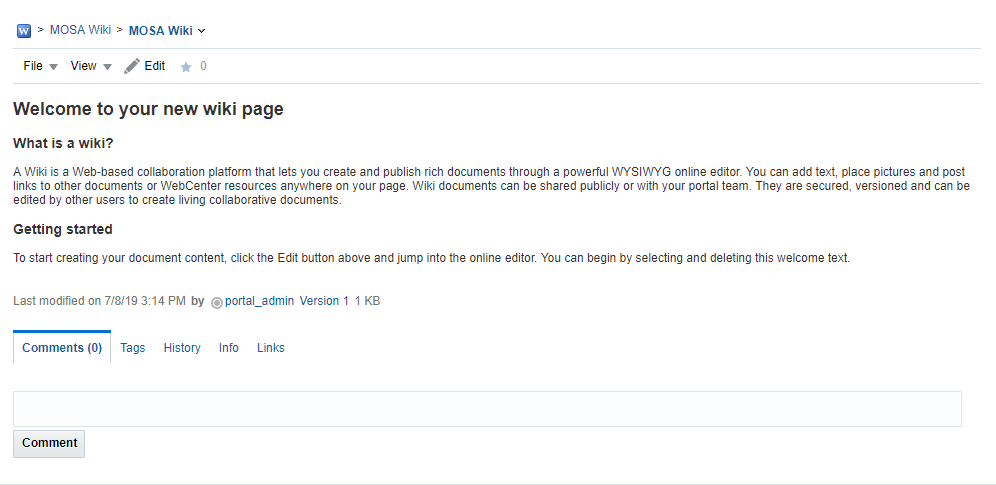 W > MOSA Wiki > MOSA Wiki
File View Edit 0
Welcome to your new wiki page
What is a wiki?
A Wiki is a Web-based collaboration platform that lets you create and publish rich documents through a powerful WYSIWYG online editor. You can add text, place pictures and post
links to other documents or WebCenter resources anywhere on your page. Wiki documents can be shared publicly or with your portal team. They are secured, versioned and can be
edited by other users to create living collaborative documents.
Getting started
To start creating your document content, click the Edit button above and jump into the online editor. You can begin by selecting and deleting this welcome text.
Last modified on 7/8/19 3:14 PM by portal_admin Version 1 1 KB
Comments (0) Tags History Info Links
Comment